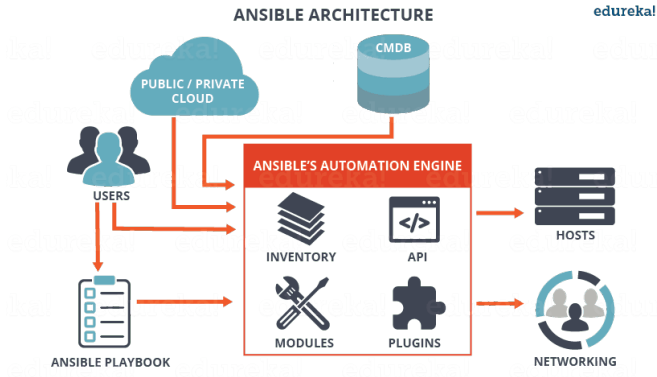 ANSIBLE ARCHITECTURE
edureka!
CMDB
PUBLIC / PRIVATE
CLOUD
ANSIBLE'S AUTOMATION ENGINE
USERS
HOSTS
INVENTORY
API
MODULES
PLUGINS
ANSIBLE PLAYBOOK
NETWORKING